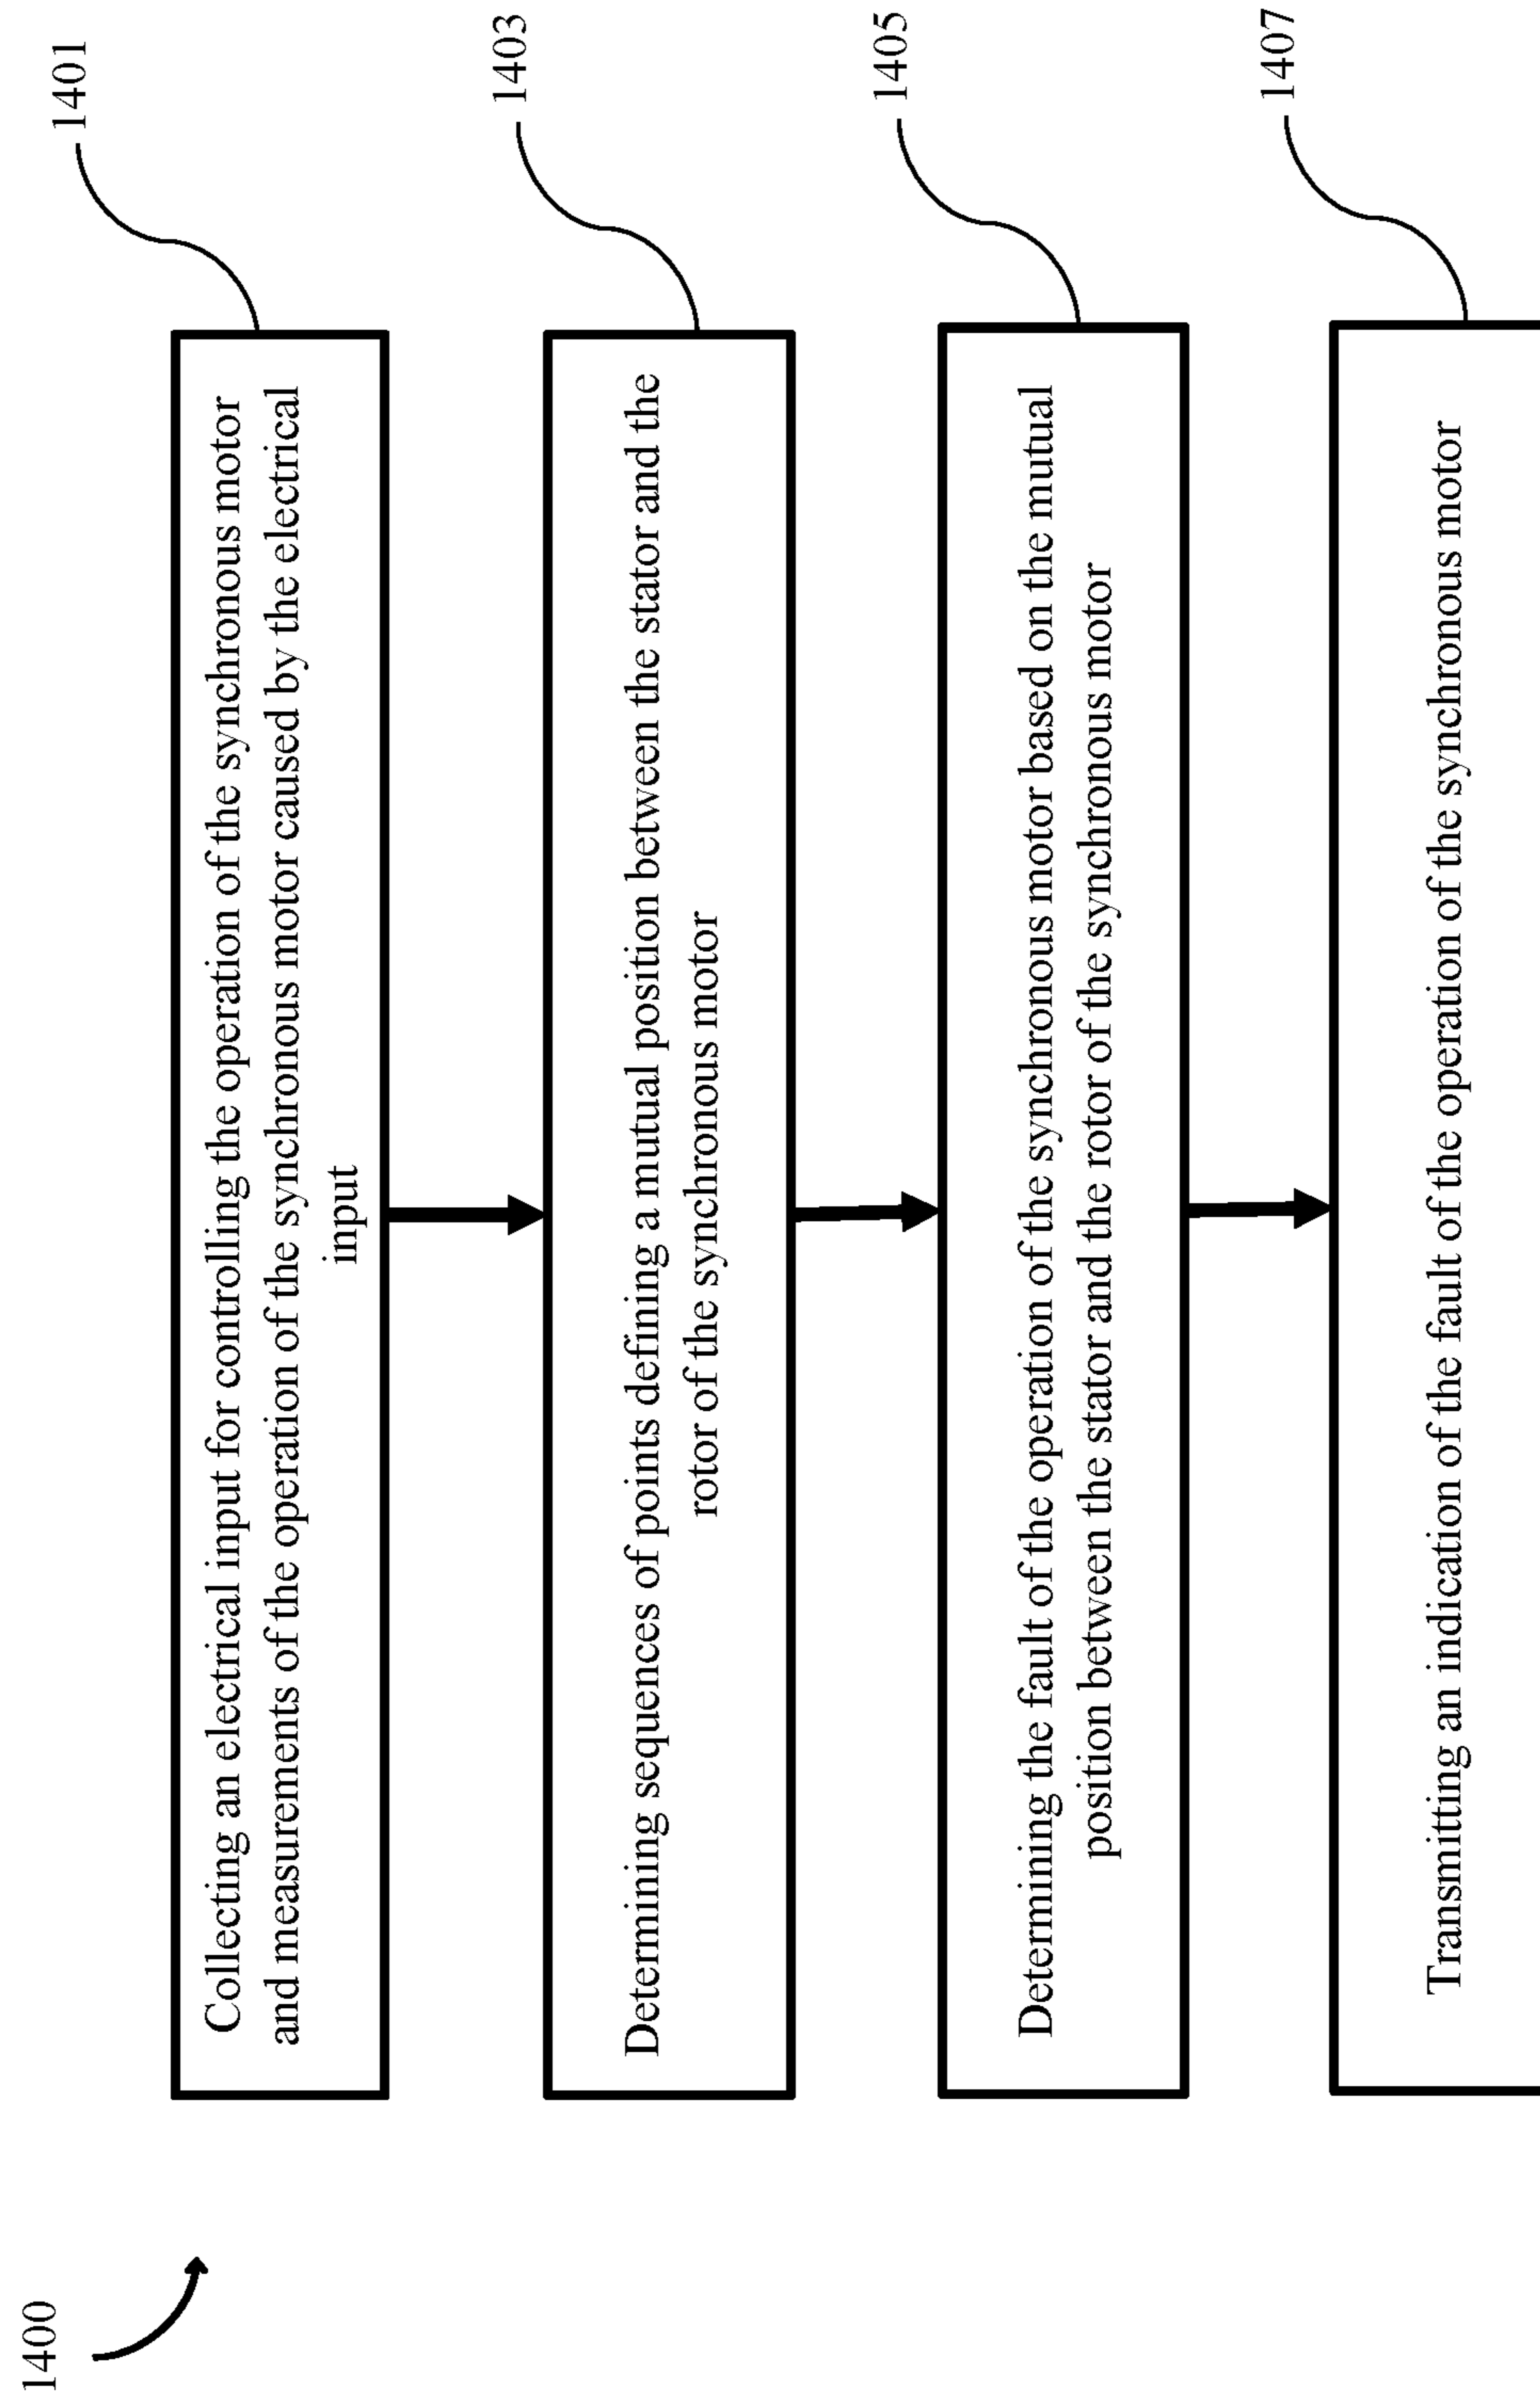 1400
1401
Collecting an electrical input for controlling the operation of the synchronous motor
and measurements of the operation of the synchronous motor caused by the electrical
input
1403
Determining sequences of points defining a mutual position between the stator and the
rotor of the synchronous motor
1405
Determining the fault of the operation of the synchronous motor based on the mutual
position between the stator and the rotor of the synchronous motor
1407
Transmitting an indication of the fault of the operation of the synchronous motor